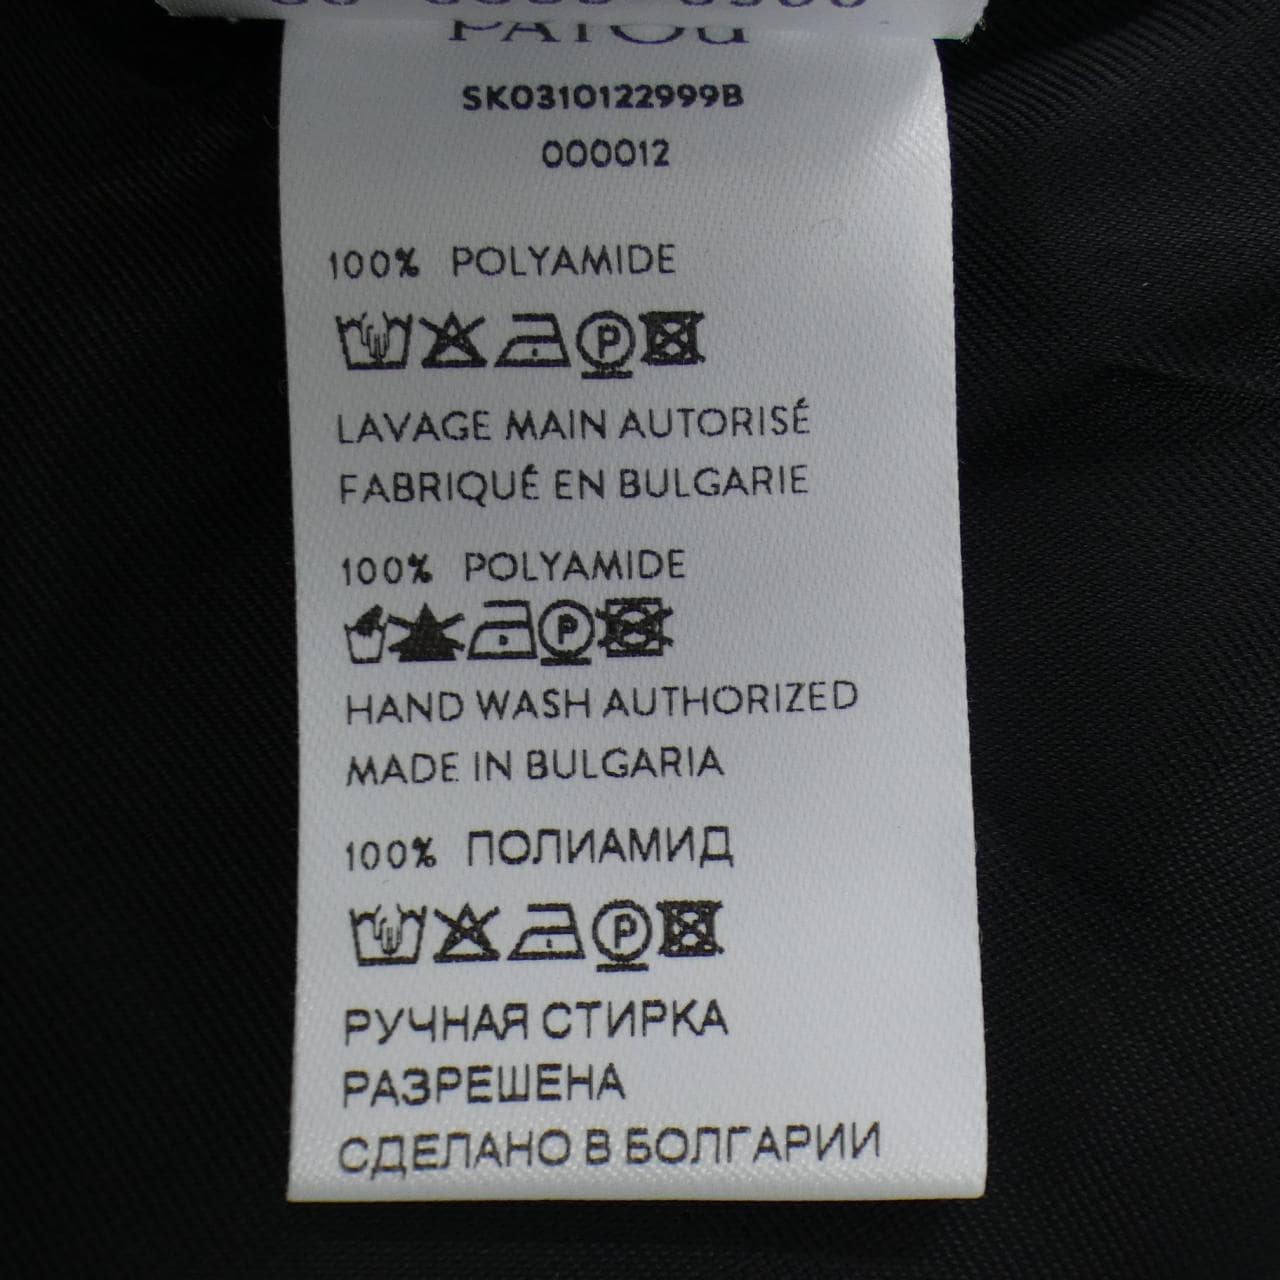 PATOU
SK0310122999B
000012
100% POLYAMIDE
P
LAVAGE MAIN AUTORISÉ
FABRIQUÉ EN BULGARIE
100% POLYAMIDE
P
HAND WASH AUTHORIZED
MADE IN BULGARIA
100% ПОЛИАМИД
P
РУЧНАЯ СТИРКА
РАЗРЕШЕНА
СДЕЛАНО В БОЛГАРИИ